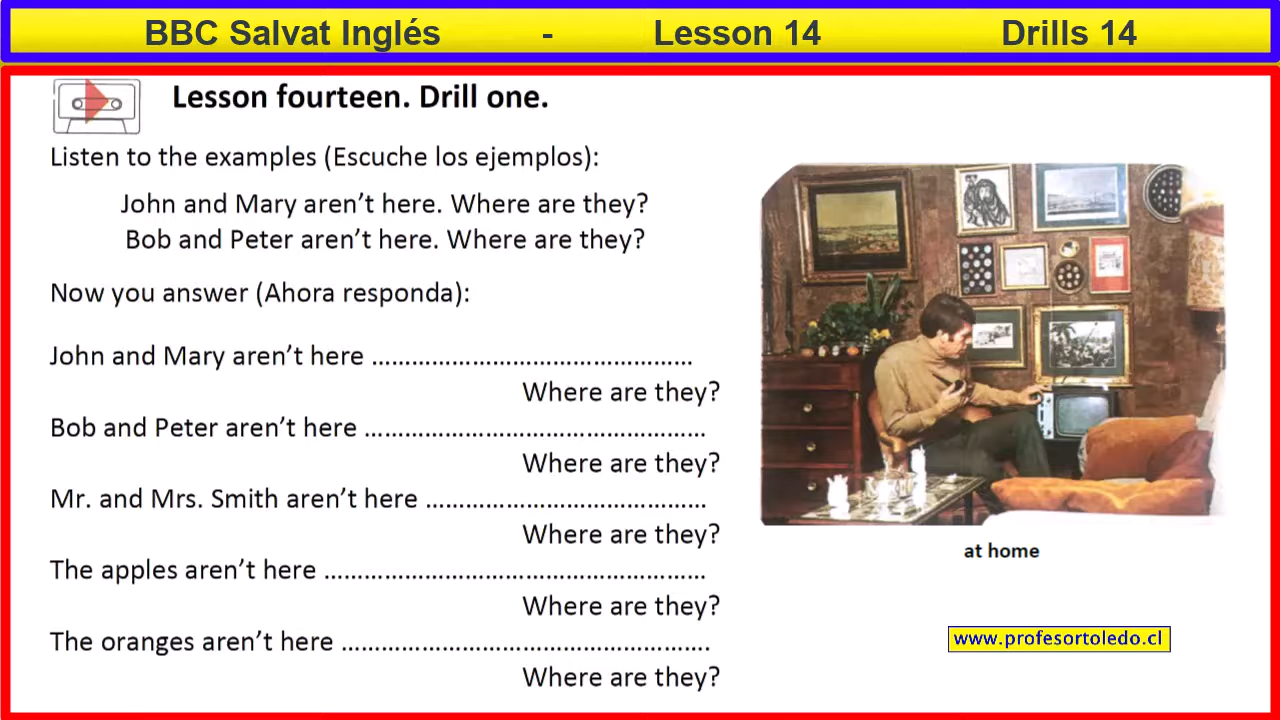 BBC Salvat Inglés - Lesson 14 Drills 14
Lesson fourteen. Drill one.
Listen to the examples (Escuche los ejemplos):
John and Mary aren't here. Where are they?
Bob and Peter aren't here. Where are they?
Now you answer (Ahora responda):
John and Mary aren't here ................................................
Where are they?
Bob and Peter aren't here ...................................................
Where are they?
Mr. and Mrs. Smith aren't here ..........................................
Where are they?
The apples aren't here .........................................................
Where are they?
The oranges aren't here .......................................................
Where are they?
at home
www.profesortoledo.cl